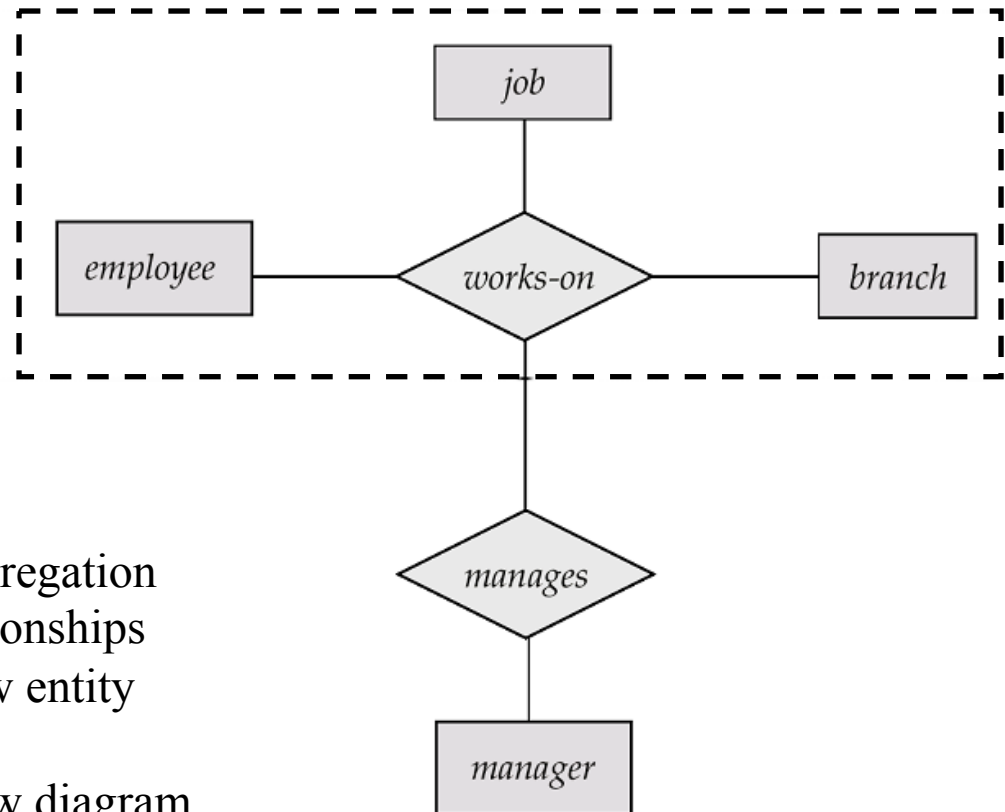 job
employee
works-on
branch
manages
regation
onships
entity
manager
diagram